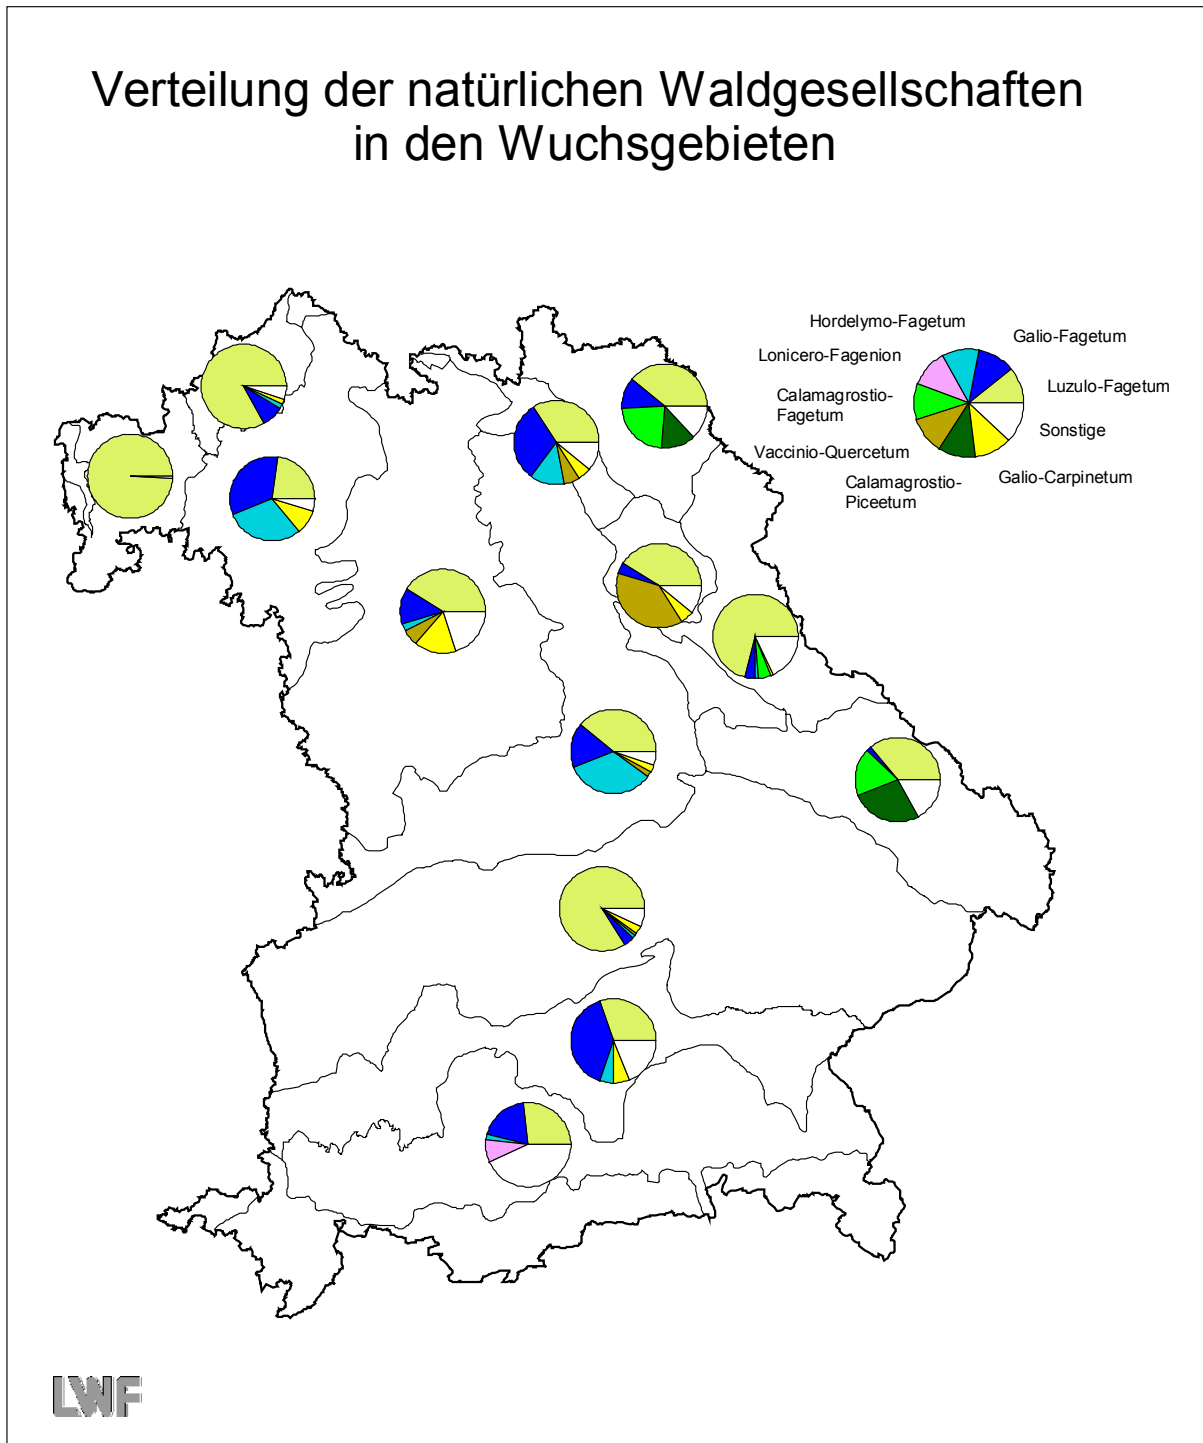 Verteilung der natürlichen Waldgesellschaften
in den Wuchsgebieten
Hordelymo-Fagetum
Galio-Fagetum
Lonicero-Fagenion
Luzulo-Fagetum
Calamagrostio-
Fagetum
Sonstige
Vaccinio-Quercetum
Galio-Carpinetum
Calamagrostio-
Piceetum
LWF